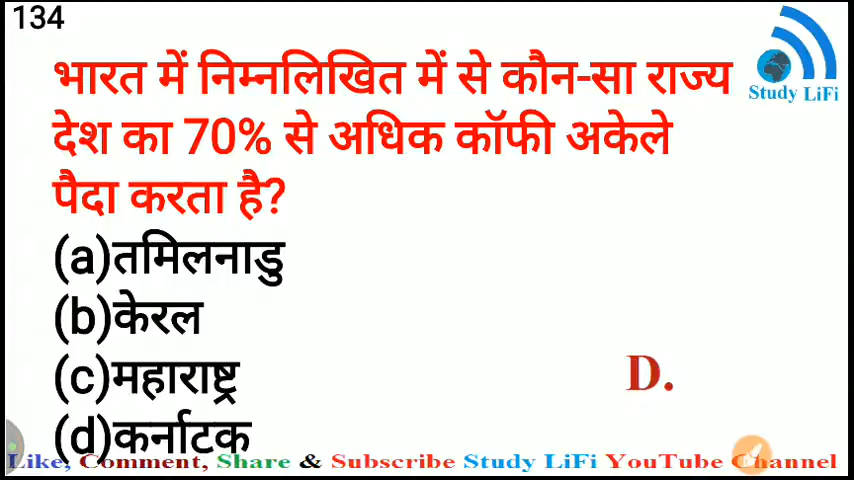 134
भारत में निम्नलिखित में से कौन-सा राज्य
देश का 70% से अधिक कॉफी अकेले
पैदा करता है?
(a)तमिलनाडु
(b)केरल
(c)महाराष्ट्र
(d)कर्नाटक
D.
Study LiFi
Like, Comment, Share & Subscribe Study LiFi YouTube Channel